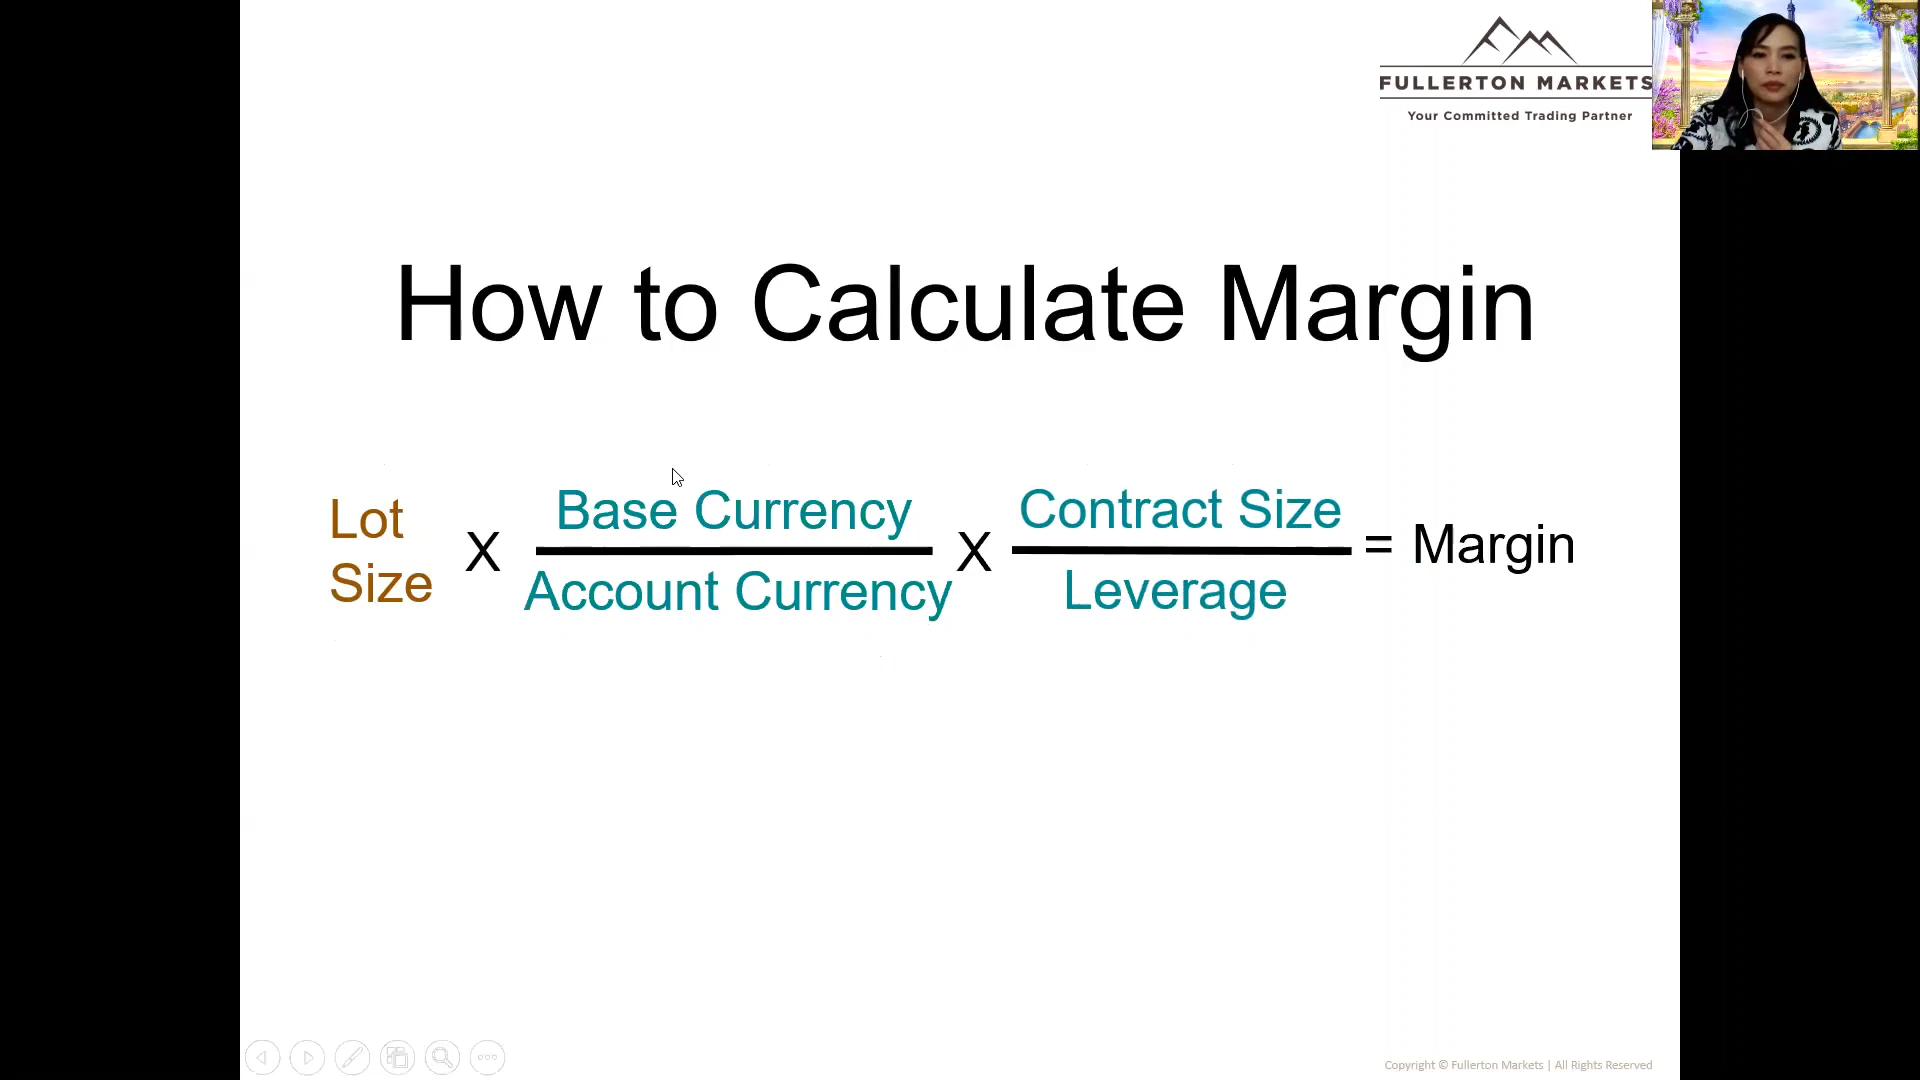 FULLERTON MARKETS
Your Committed Trading Partner
How to Calculate Margin
Lot
Size
X
Base Currency
Account Currency
X
Contract Size
Leverage
= Margin
Copyright © Fullerton Markets | All Rights Reserved